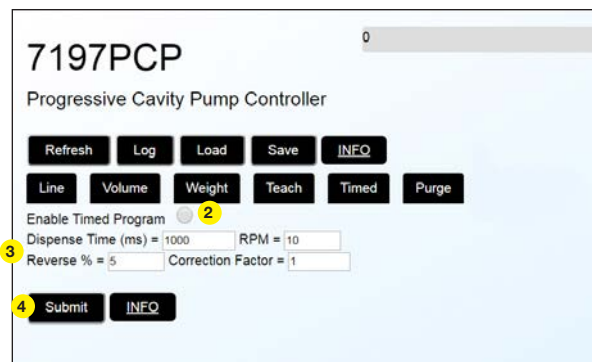 0
7197PCP
Progressive Cavity Pump Controller
Refresh Log Load Save INFO
Line Volume Weight Teach Timed Purge
Enable Timed Program 2
Dispense Time (ms) = 1000 RPM = 10
3
Reverse % = 5 Correction Factor = 1
4 Submit INFO